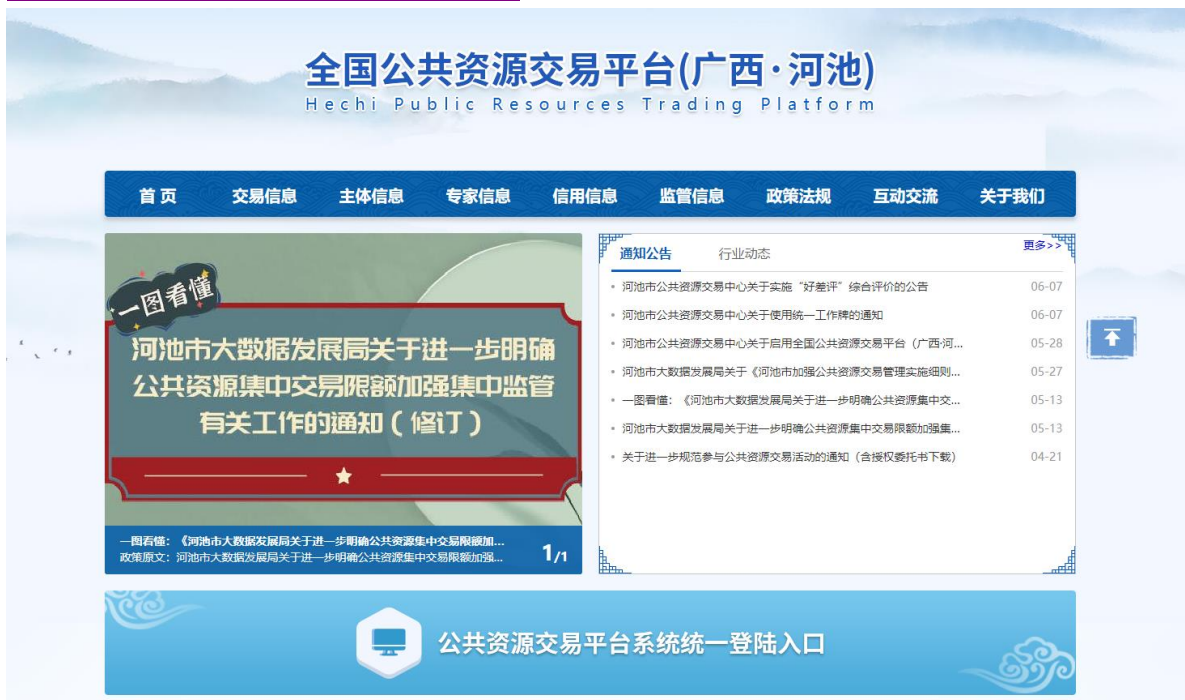 全国公共资源交易平台(广西·河池)
Hechi Public Resources Trading Platform
首页 交易信息 主体信息 专家信息 信用信息 监管信息 政策法规 互动交流 关于我们
一图看懂
河池市大数据发展局关于进一步明确
公共资源集中交易限额加强集中监管
有关工作的通知（修订）
一图看懂：《河池市大数据发展局关于进一步明确公共资源集中交易限额加...
政策原文：河池市大数据发展局关于进一步明确公共资源集中交易限额加强...
1/1
通知公告 行业动态 更多>>
河池市公共资源交易中心关于实施“好差评”综合评价的公告 06-07
河池市公共资源交易中心关于使用统一工作牌的通知 06-07
河池市公共资源交易中心关于启用全国公共资源交易平台（广西·河... 05-28
河池市大数据发展局关于《河池市加强公共资源交易管理实施细则... 05-27
一图看懂：《河池市大数据发展局关于进一步明确公共资源集中交... 05-13
河池市大数据发展局关于进一步明确公共资源集中交易限额加强集... 05-13
关于进一步规范参与公共资源交易活动的通知（含授权委托书下载） 04-21
公共资源交易平台系统统一登陆入口